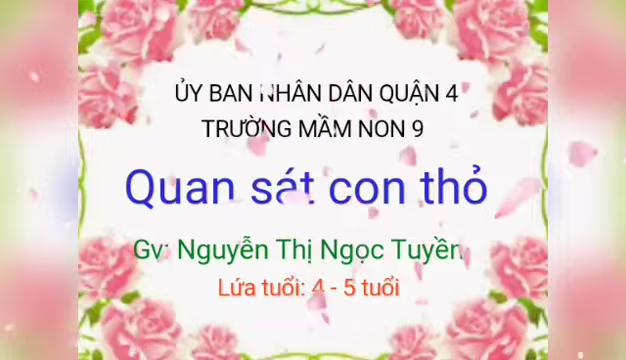 ỦY BAN NHÂN DÂN QUẬN 4
TRƯỜNG MẦM NON 9
Quan sát con thỏ
Gv: Nguyễn Thị Ngọc Tuyền
Lứa tuổi: 4 - 5 tuổi